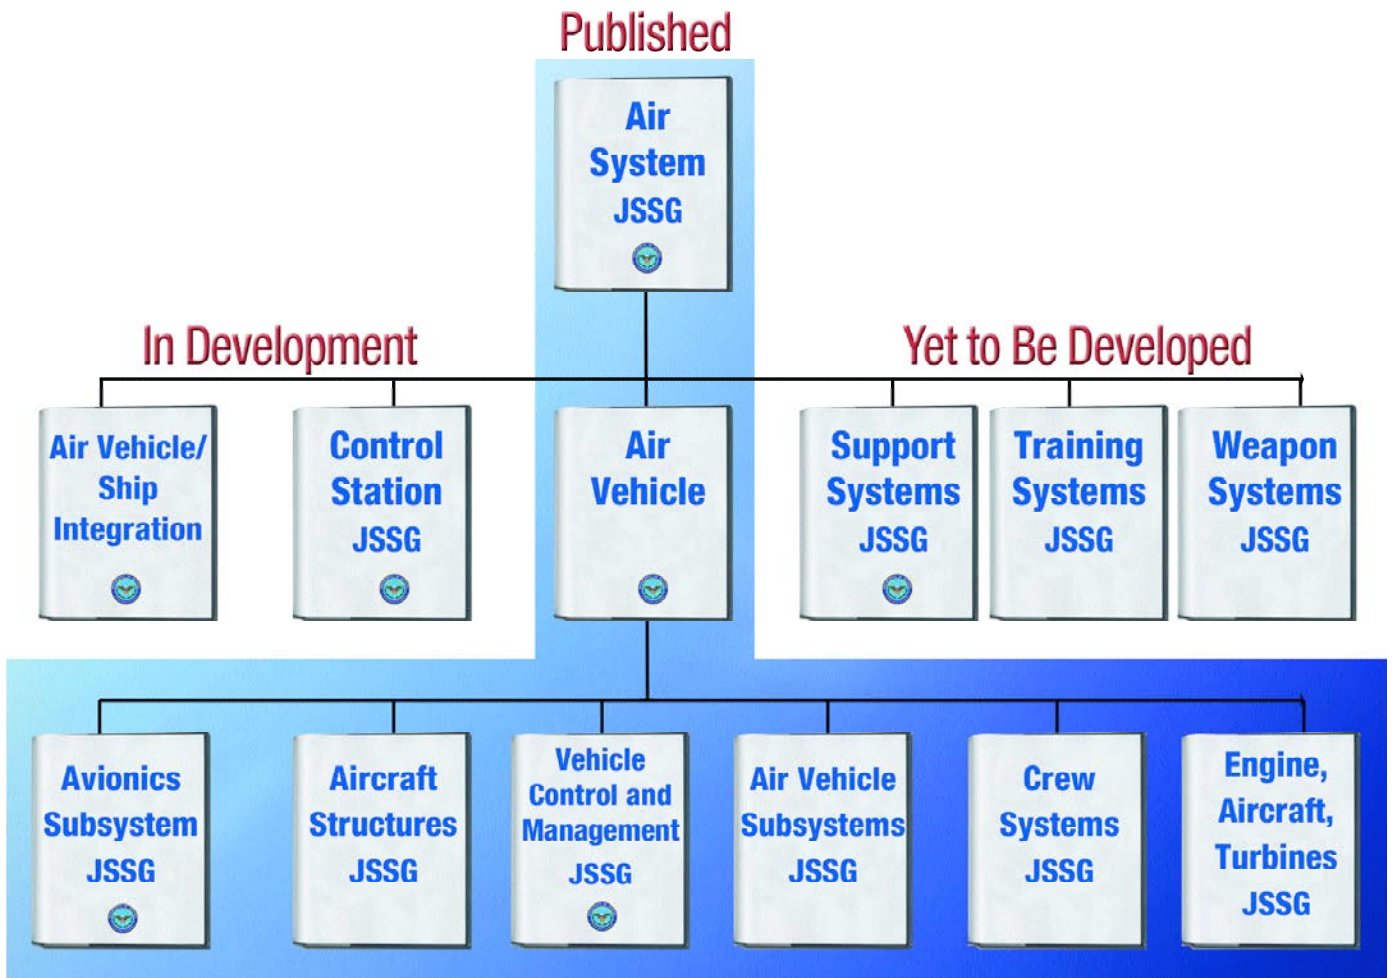 Published
Air
System
JSSG
In Development
Yet to Be Developed
Air Vehicle/
Ship
Integration
Control
Station
JSSG
Air
Vehicle
Support
Systems
JSSG
Training
Systems
JSSG
Weapon
Systems
JSSG
Avionics
Subsystem
JSSG
Aircraft
Structures
JSSG
Vehicle
Control and
Management
JSSG
Air Vehicle
Subsystems
JSSG
Crew
Systems
JSSG
Engine,
Aircraft,
Turbines
JSSG